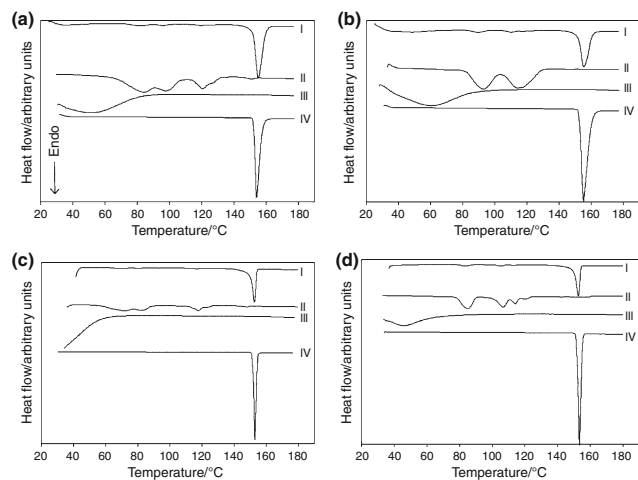 (a)
Heat flow/arbitrary units
Endo
I
II
III
IV
20 40 60 80 100 120 140 160 180
Temperature/°C
(b)
Heat flow/arbitrary units
I
II
III
IV
20 40 60 80 100 120 140 160 180
Temperature/°C
(c)
Heat flow/arbitrary units
I
II
III
IV
20 40 60 80 100 120 140 160 180
Temperature/°C
(d)
Heat flow/arbitrary units
I
II
III
IV
20 40 60 80 100 120 140 160 180
Temperature/°C